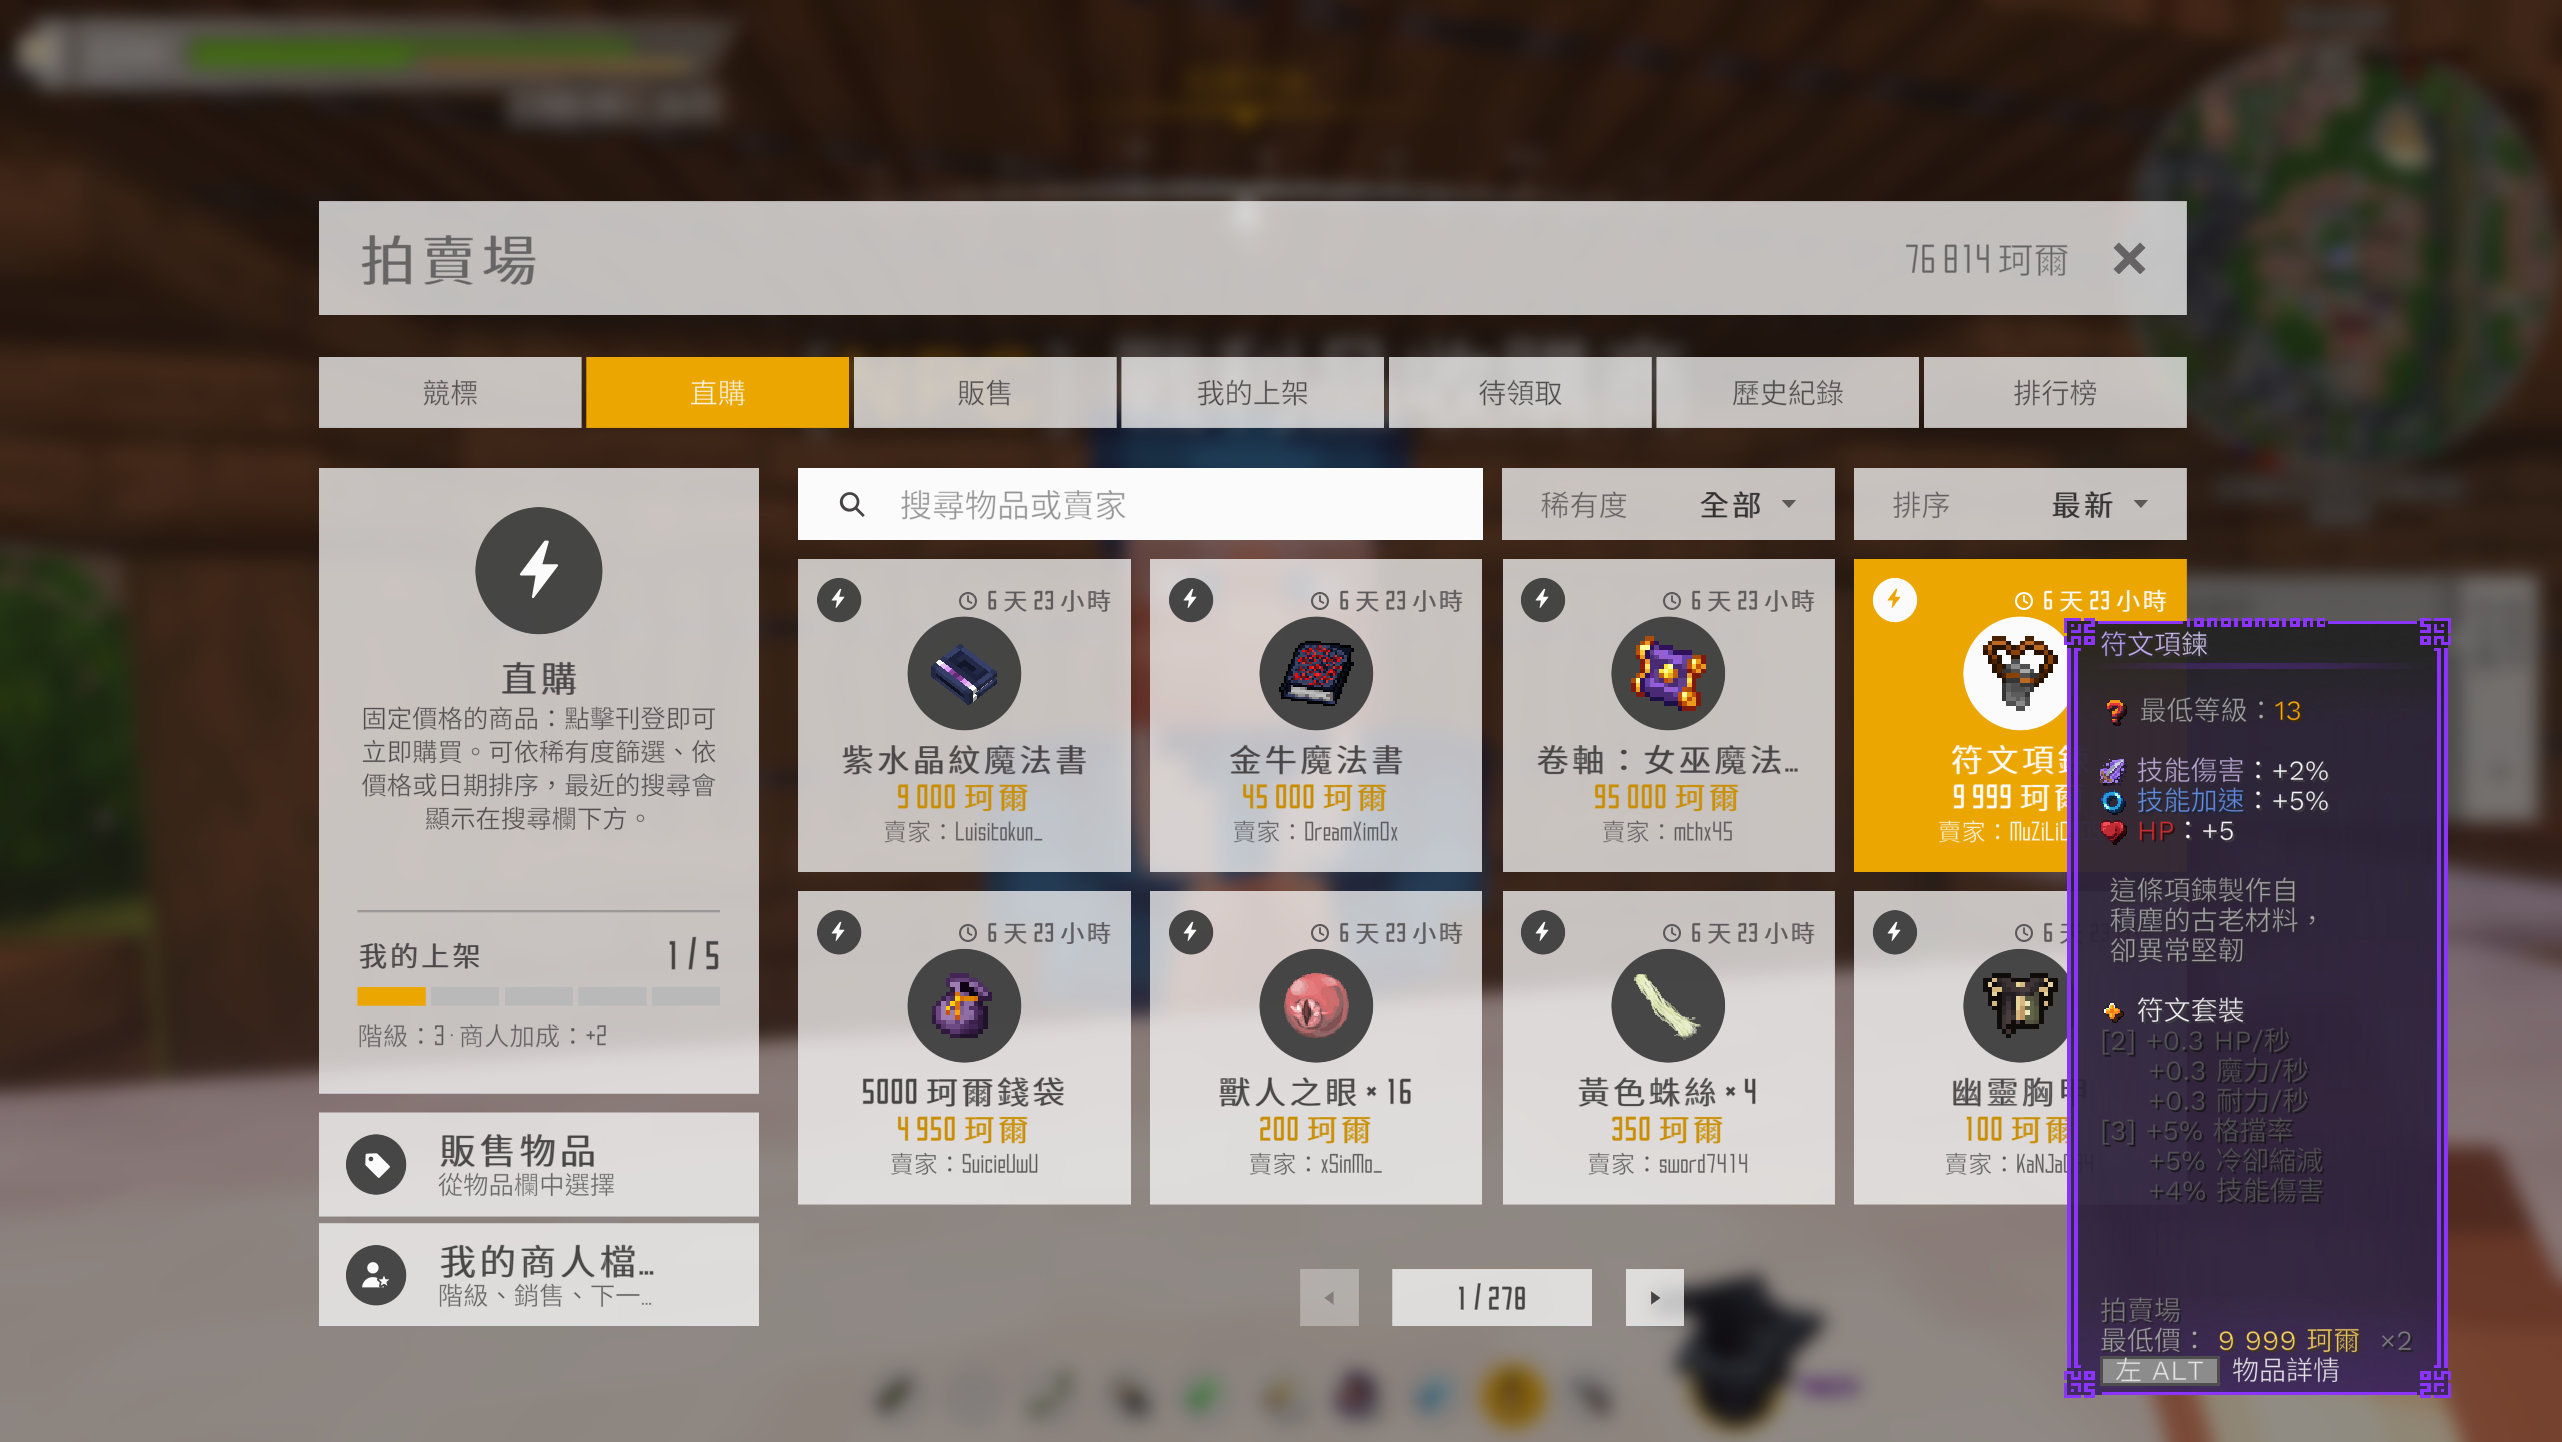 拍賣場
76 814 珂爾
競標
直購
販售
我的上架
待領取
歷史紀錄
排行榜
直購
固定價格的商品：點擊刊登即可
立即購買。可依稀有度篩選、依
價格或日期排序，最近的搜尋會
顯示在搜尋欄下方。
我的上架
1 / 5
階級：3 · 商人加成：+2
販售物品
從物品欄中選擇
我的商人檔...
階級、銷售、下一...
搜尋物品或賣家
稀有度
全部
排序
最新
6 天 23 小時
紫水晶紋魔法書
9 000 珂爾
賣家：Luisitokun_
6 天 23 小時
金牛魔法書
45 000 珂爾
賣家：DreamXimOx
6 天 23 小時
卷軸：女巫魔法...
95 000 珂爾
賣家：mthx45
6 天 23 小時
符文項
9 999 珂
賣家：MuZiLi
6 天 23 小時
5000 珂爾錢袋
4 950 珂爾
賣家：SuicieUwU
6 天 23 小時
獸人之眼 × 16
200 珂爾
賣家：xSinMo_
6 天 23 小時
黃色蛛絲 × 4
350 珂爾
賣家：sword7414
6
幽靈胸
100 珂
賣家：KaNJa
1 / 278
符文項鍊
最低等級：13
技能傷害：+2%
技能加速：+5%
HP：+5
這條項鍊製作自
積塵的古老材料，
卻異常堅韌
符文套裝
[2] +0.3 HP/秒
+0.3 魔力/秒
+0.3 耐力/秒
[3] +5% 格擋率
+5% 冷卻縮減
+4% 技能傷害
拍賣場
最低價： 9 999 珂爾 ×2
左 ALT 物品詳情